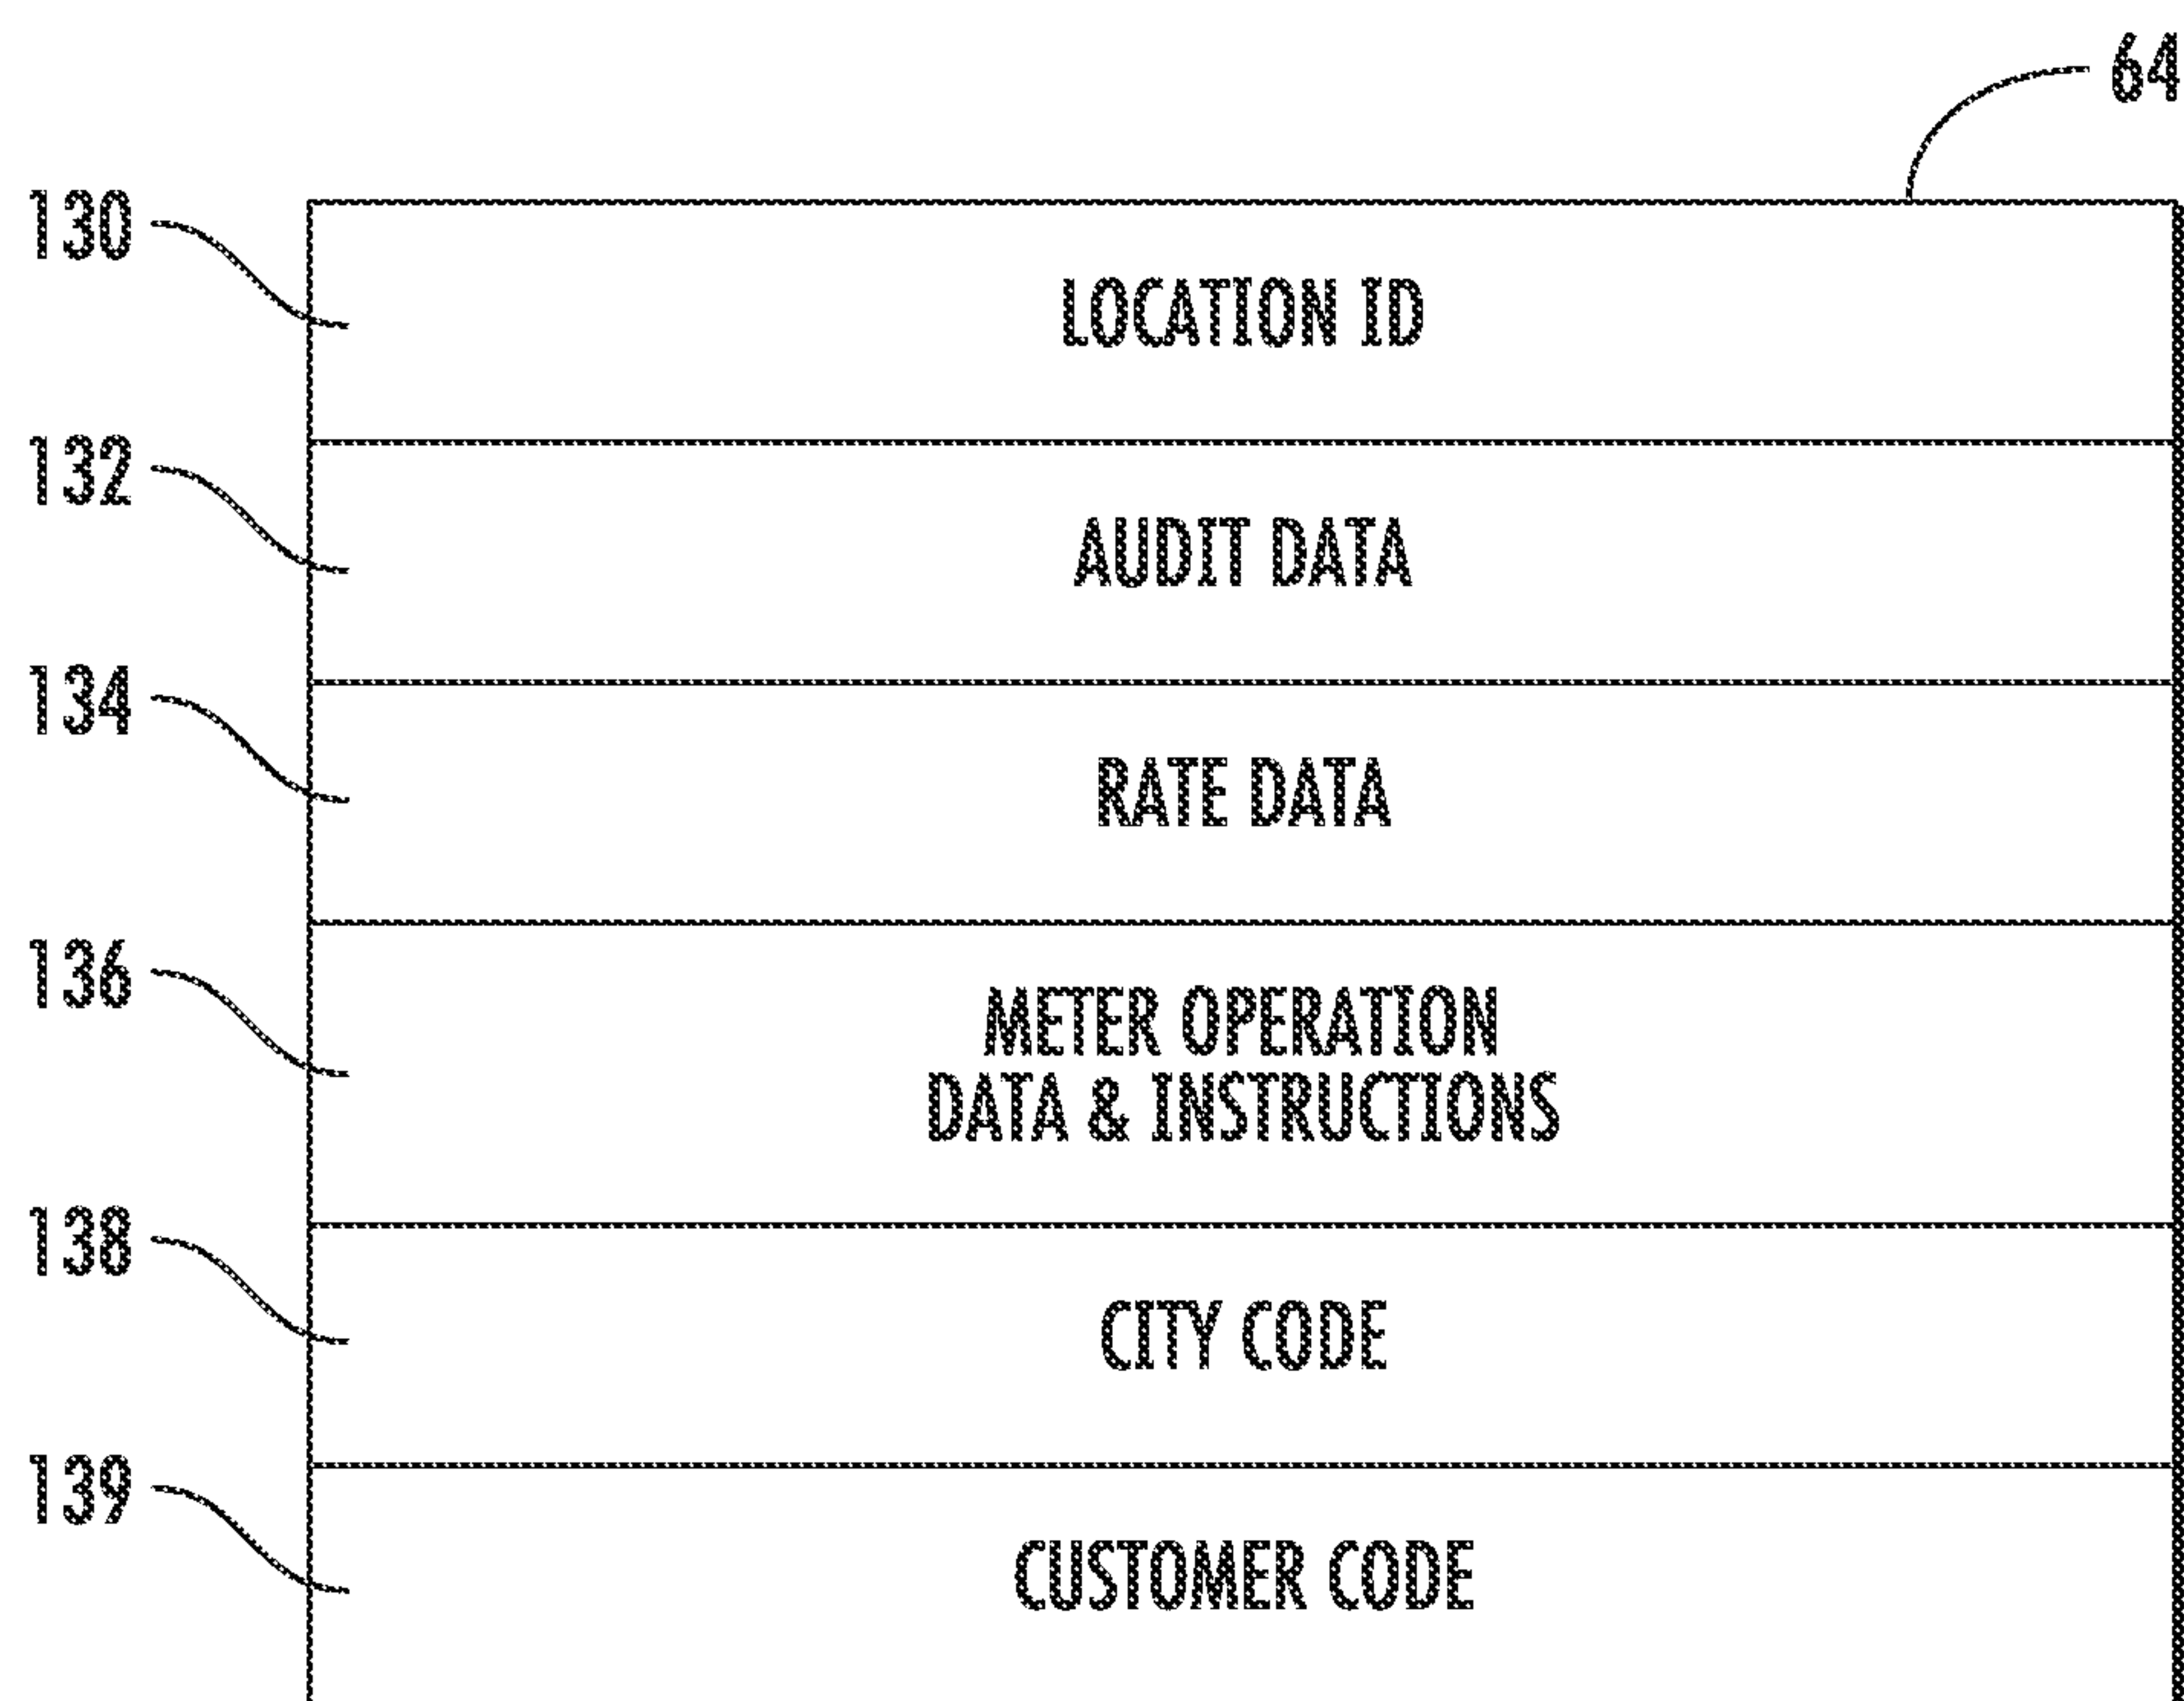 64
130
LOCATION ID
132
AUDIT DATA
134
RATE DATA
136
METER OPERATION
DATA & INSTRUCTIONS
138
CITY CODE
139
CUSTOMER CODE